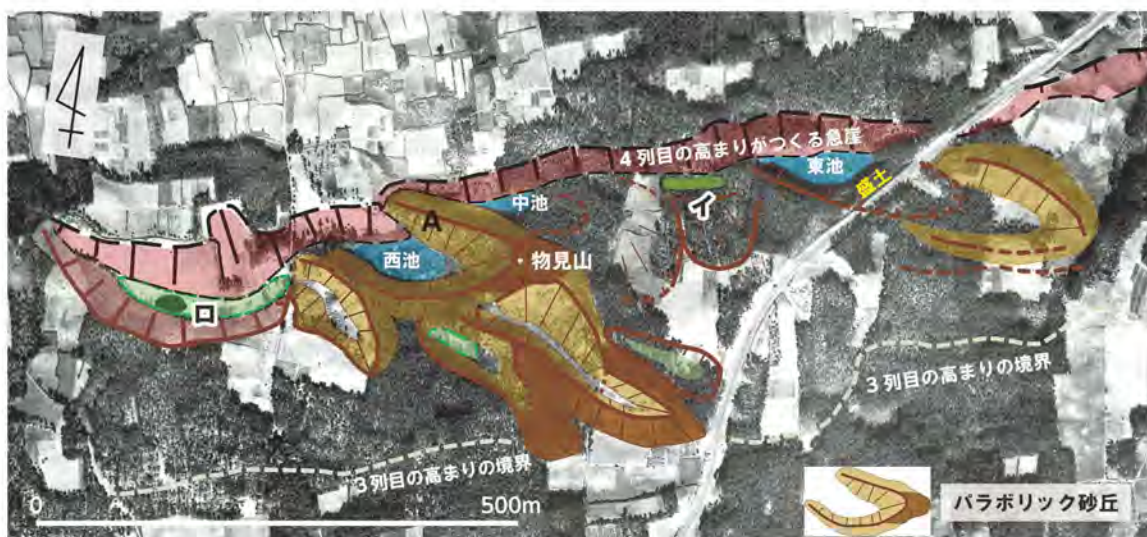 4列目の高まりがつくる急崖
東池
盛土
イ
中池
A
西池
・物見山
ロ
3列目の高まりの境界
3列目の高まりの境界
0
500m
パラボリック砂丘